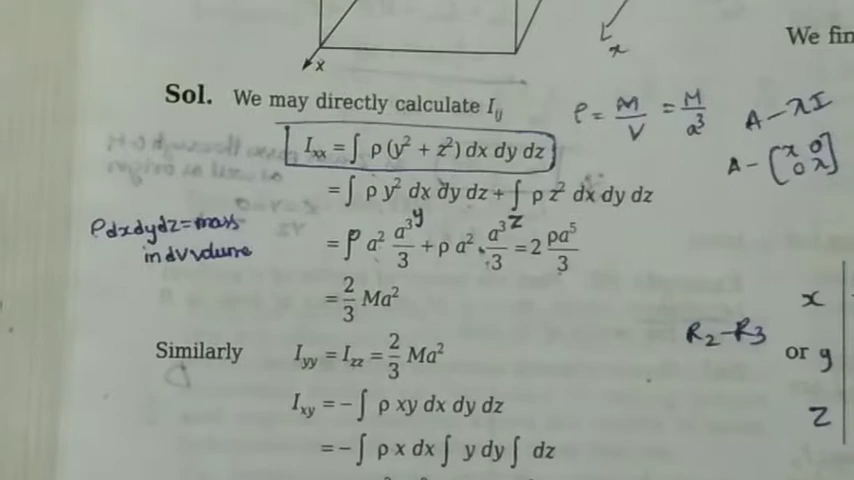 x
x
We fin
Sol. We may directly calculate I_ij
ρ = M/V = M/a³
A - λI
I_xx = ∫ ρ (y² + z²) dx dy dz
A - [λ 0
0 λ]
= ∫ ρ y² dx dy dz + ∫ ρ z² dx dy dz
ρdxdydz = mass
in dv volume
= ρ a² a³/3 y + ρ a² · a³/3 z = 2 ρa⁵/3
= 2/3 Ma²
x
R₂ - R₃
Similarly I_yy = I_zz = 2/3 Ma²
or y
I_xy = - ∫ ρ xy dx dy dz
z
= - ∫ ρ x dx ∫ y dy ∫ dz